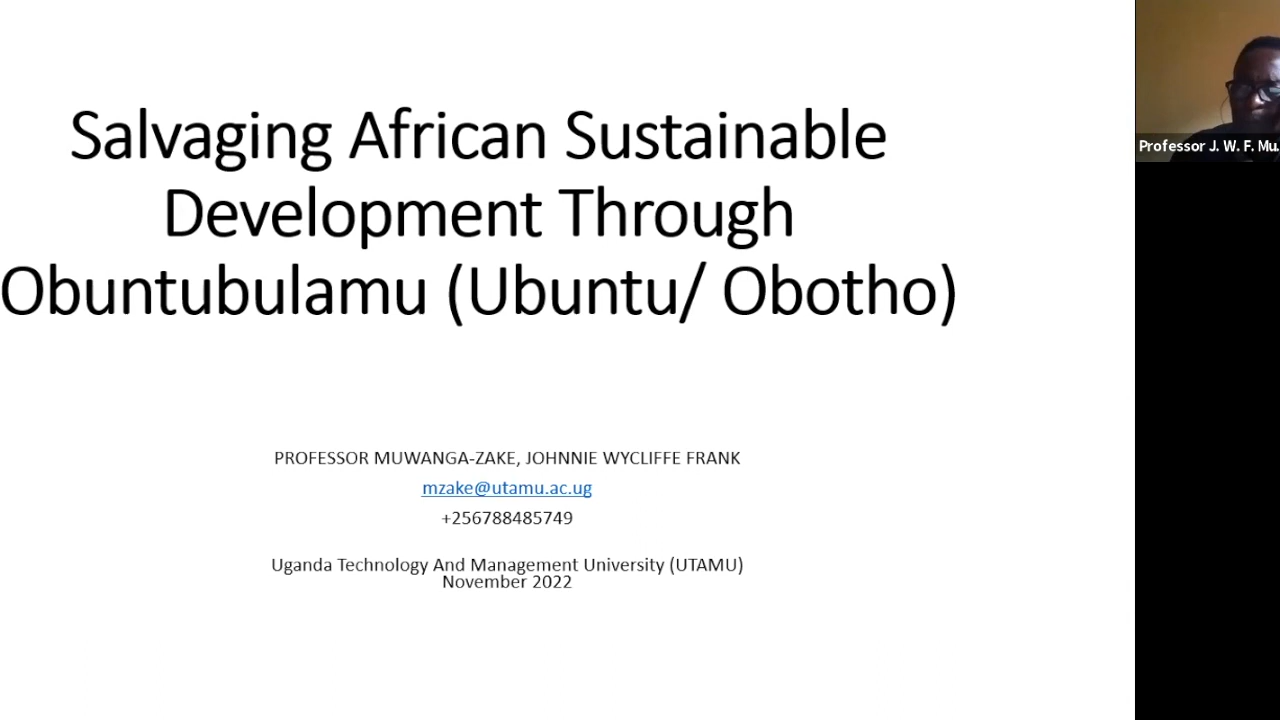 Salvaging African Sustainable
Development Through
Obuntubulamu (Ubuntu/ Obotho)
PROFESSOR MUWANGA-ZAKE, JOHNNIE WYCLIFFE FRANK
mzake@utamu.ac.ug
+256788485749
Uganda Technology And Management University (UTAMU)
November 2022
Professor J. W. F. Mu.